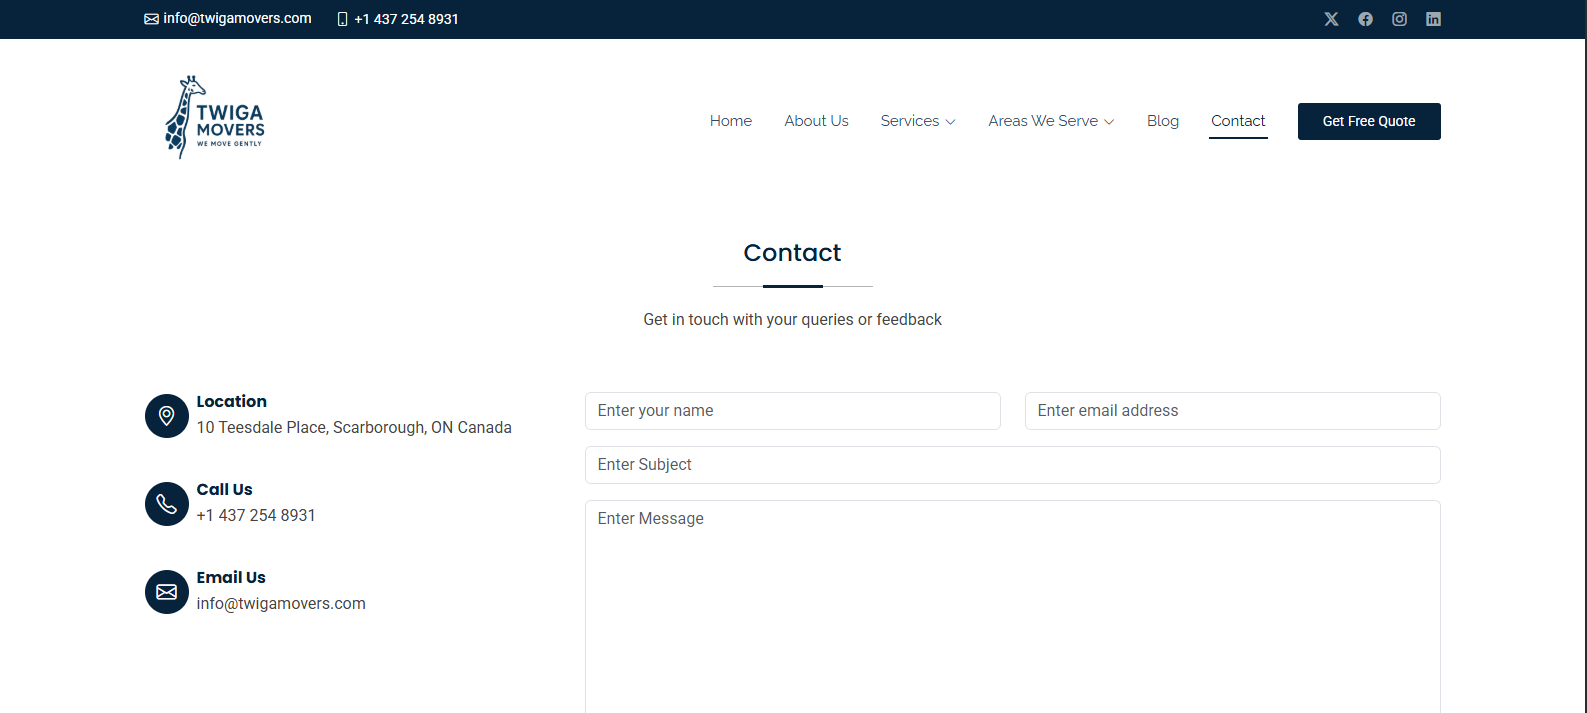 info@twigamovers.com +1 437 254 8931
TWIGA
MOVERS
WE MOVE GENTLY
Home About Us Services Areas We Serve Blog Contact Get Free Quote
Contact
Get in touch with your queries or feedback
Location
10 Teesdale Place, Scarborough, ON Canada
Call Us
+1 437 254 8931
Email Us
info@twigamovers.com
Enter your name Enter email address
Enter Subject
Enter Message